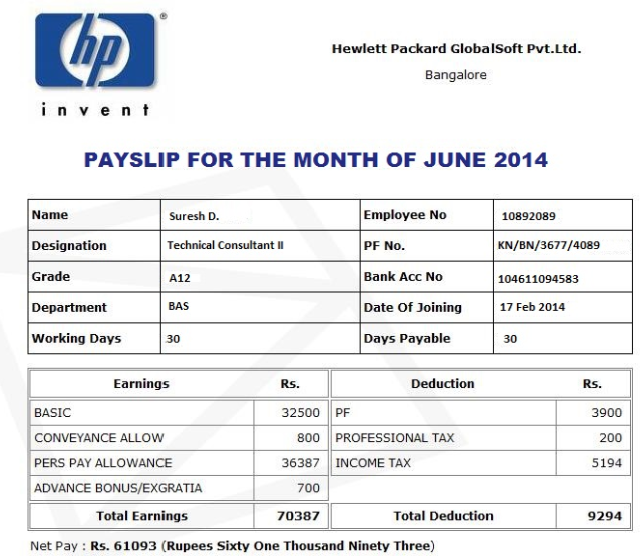 hp®
invent
Hewlett Packard GlobalSoft Pvt.Ltd.
Bangalore
PAYSLIP FOR THE MONTH OF JUNE 2014
Name Suresh D. Employee No 10892089
Designation Technical Consultant II PF No. KN/BN/3677/4089
Grade A12 Bank Acc No 104611094583
Department BAS Date Of Joining 17 Feb 2014
Working Days 30 Days Payable 30
Earnings Rs. Deduction Rs.
BASIC 32500 PF 3900
CONVEYANCE ALLOW 800 PROFESSIONAL TAX 200
PERS PAY ALLOWANCE 36387 INCOME TAX 5194
ADVANCE BONUS/EXGRATIA 700
Total Earnings 70387 Total Deduction 9294
Net Pay : Rs. 61093 (Rupees Sixty One Thousand Ninety Three)